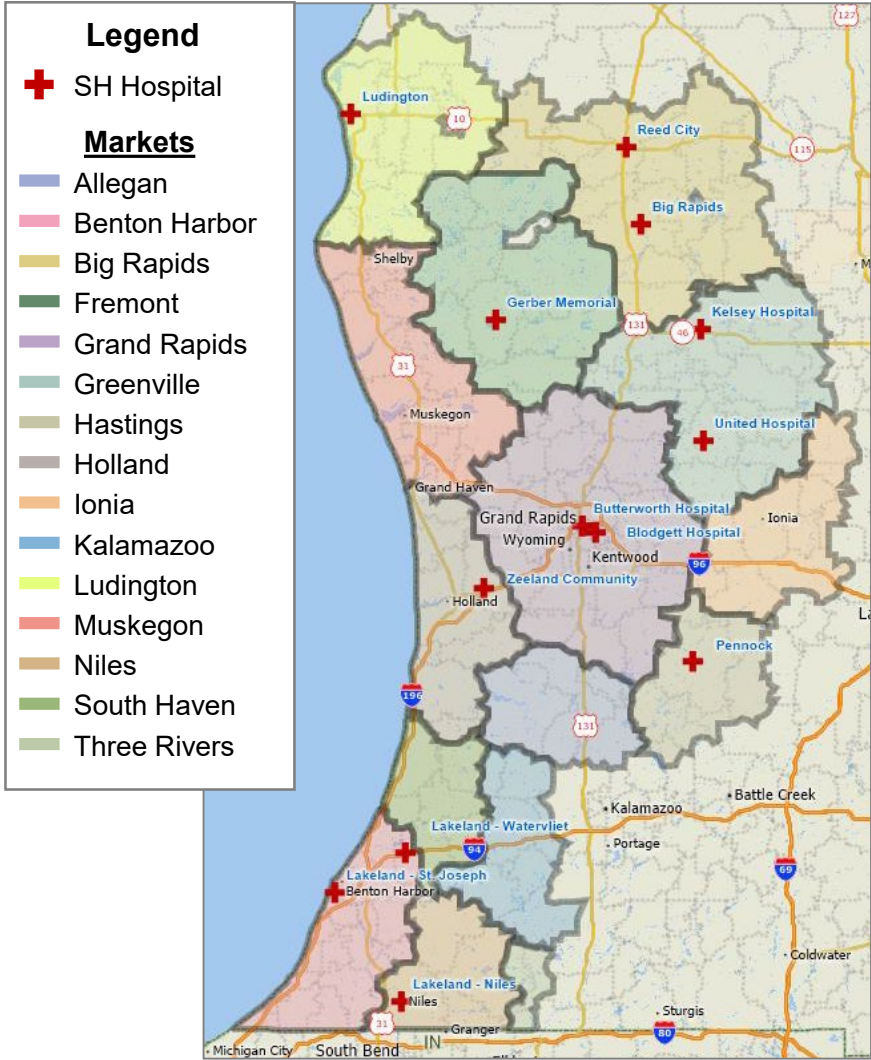 Legend
SH Hospital
Markets
Allegan
Benton Harbor
Big Rapids
Fremont
Grand Rapids
Greenville
Hastings
Holland
Ionia
Kalamazoo
Ludington
Muskegon
Niles
South Haven
Three Rivers
127
Ludington
10
Reed City
115
Big Rapids
Shelby
Gerber Memorial
131
46
Kelsey Hospital
31
Muskegon
United Hospital
Grand Haven
Grand Rapids
Butterworth Hospital
Ionia
Wyoming
Blodgett Hospital
Kentwood
96
Zeeland Community
Holland
Pennock
196
131
Kalamazoo
Battle Creek
Lakeland - Watervliet
94
Portage
69
Lakeland - St. Joseph
Benton Harbor
Coldwater
Lakeland - Niles
Niles
Sturgis
31
Granger
80
IN
Michigan City
South Bend